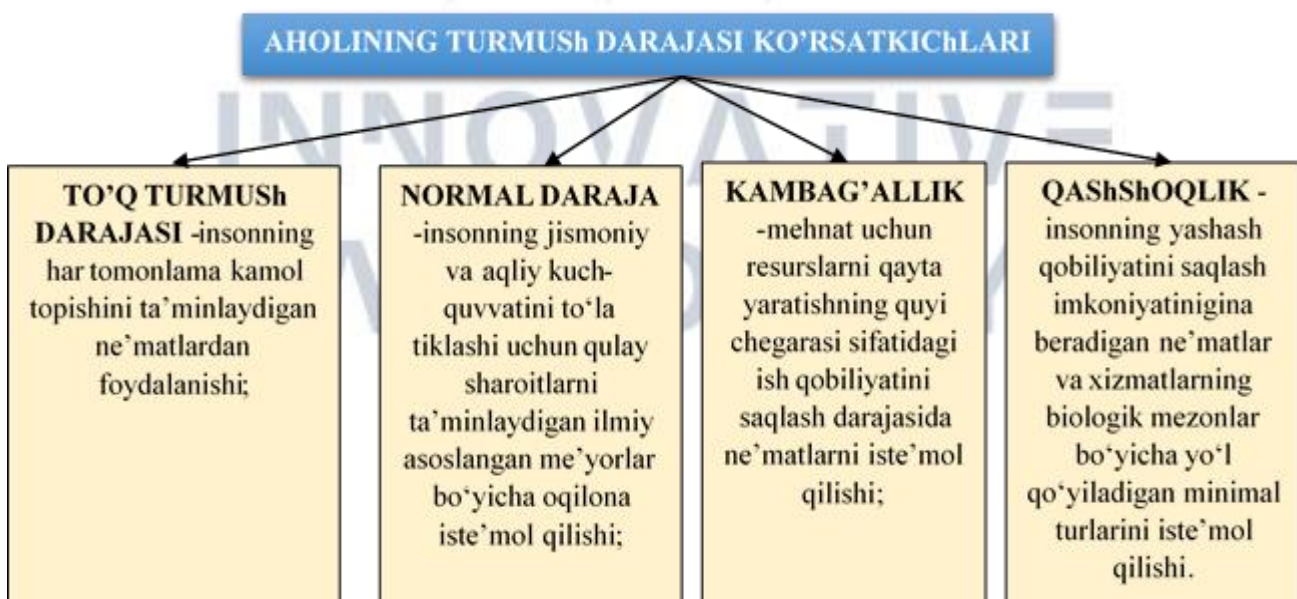 AHOLINING TURMUSh DARAJASI KO’RSATKIChLARI
INNOVATIVE
TO’Q TURMUSh
DARAJASI -insonning
har tomonlama kamol
topishini ta’minlaydigan
ne’matlardan
foydalanishi;
NORMAL DARAJA
-insonning jismoniy
va aqliy kuch-
quvvatini to‘la
tiklashi uchun qulay
sharoitlarni
ta’minlaydigan ilmiy
asoslangan me’yorlar
bo‘yicha oqilona
iste’mol qilishi;
KAMBAG’ALLIK
-mehnat uchun
resurslarni qayta
yaratishning quyi
chegarasi sifatidagi
ish qobiliyatini
saqlash darajasida
ne’matlarni iste’mol
qilishi;
QAShShOQLIK -
insonning yashash
qobiliyatini saqlash
imkoniyatinigina
beradigan ne’matlar
va xizmatlarning
biologik mezonlar
bo‘yicha yo‘l
qo‘yiladigan minimal
turlarini iste’mol
qilishi.